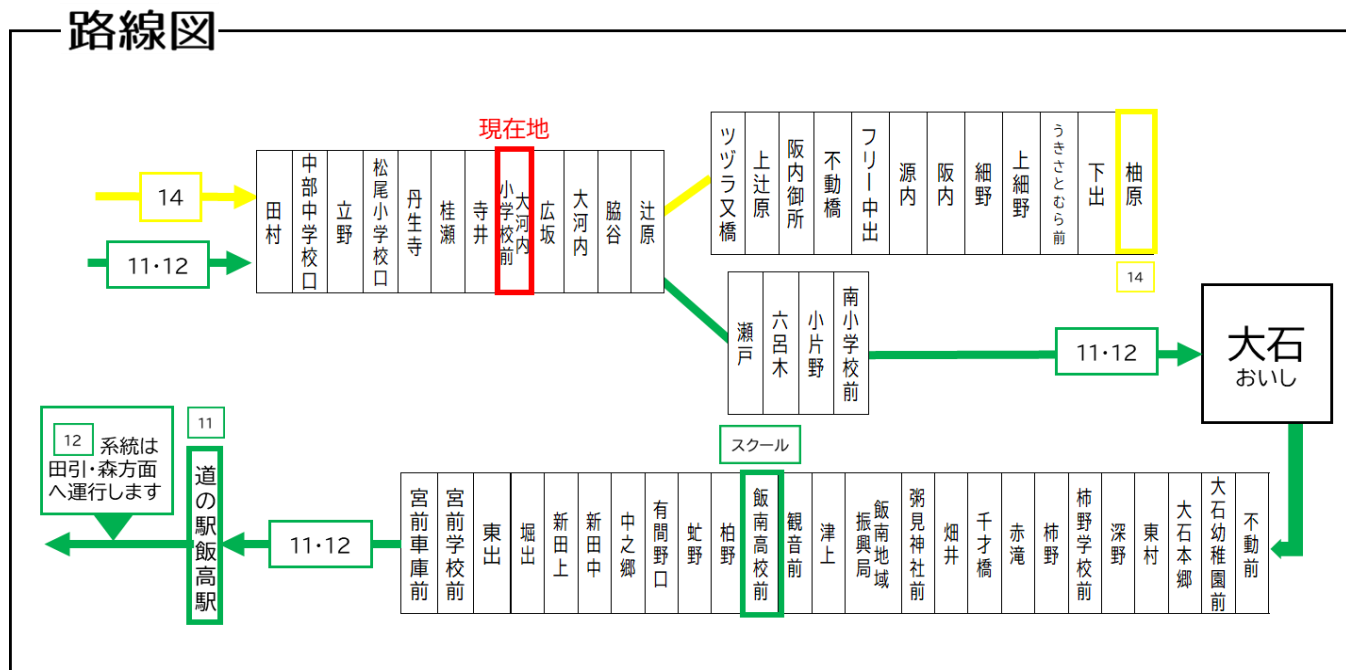 路線図
現在地
14
11・12
田村
中部中学校口
立野
松尾小学校口
丹生寺
桂瀬
寺井
大河内
小学校前
広坂
大河内
脇谷
辻原
ツヅラ又橋
上辻原
阪内御所
不動橋
フリー中出
源内
阪内
細野
上細野
うきさとむら前
下出
柚原
14
瀬戸
六呂木
小片野
南小学校前
11・12
大石
おいし
12 系統は
田引・森方面
へ運行します
11
道の駅飯高駅
11・12
スクール
宮前車庫前
宮前学校前
東出
堀出
新田上
新田中
中之郷
有間野口
虻野
柏野
飯南高校前
観音前
津上
飯南地域
振興局
粥見神社前
畑井
千才橋
赤滝
柿野
柿野学校前
深野
東村
大石本郷
大石幼稚園前
不動前